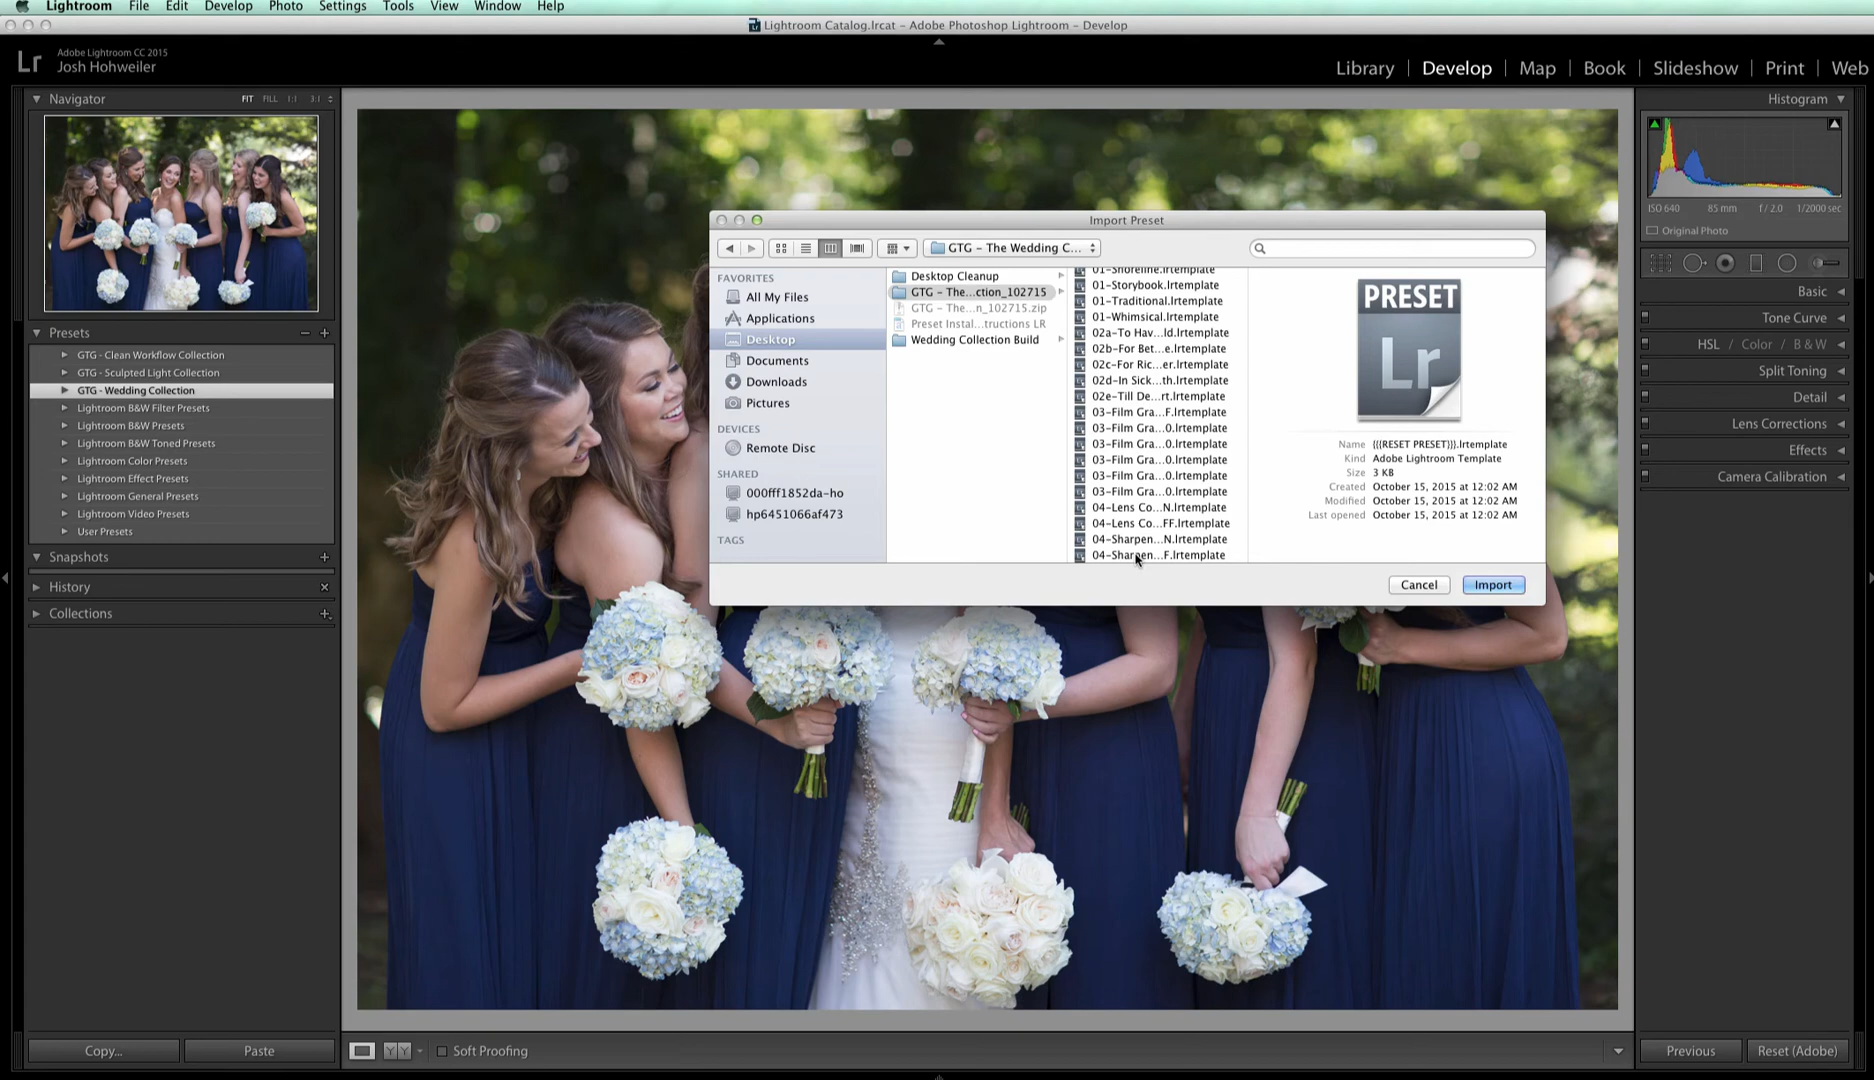 Lightroom File Edit Develop Photo Settings Tools View Window Help
Lightroom Catalog.lrcat – Adobe Photoshop Lightroom – Develop
Lr
Adobe Lightroom CC 2015
Josh Hohweiler
Library | Develop | Map | Book | Slideshow | Print | Web
Navigator
FIT FILL 1:1 3:1
Presets
GTG - Clean Workflow Collection
GTG - Sculpted Light Collection
GTG - Wedding Collection
Lightroom B&W Filter Presets
Lightroom B&W Presets
Lightroom B&W Toned Presets
Lightroom Color Presets
Lightroom Effect Presets
Lightroom General Presets
Lightroom Video Presets
User Presets
Snapshots
History
Collections
Copy...
Paste
Import Preset
GTG – The Wedding C...
FAVORITES
All My Files
Applications
Desktop
Documents
Downloads
Pictures
DEVICES
Remote Disc
SHARED
000fff1852da-ho
hp6451066af473
TAGS
Desktop Cleanup
GTG – The...ction_102715
GTG – The...n_102715.zip
Preset Instal...tructions LR
Wedding Collection Build
01-Shoreline.lrtemplate
01-Storybook.lrtemplate
01-Traditional.lrtemplate
01-Whimsical.lrtemplate
02a-To Hav...ld.lrtemplate
02b-For Bet...e.lrtemplate
02c-For Ric...er.lrtemplate
02d-In Sick...th.lrtemplate
02e-Till De...rt.lrtemplate
03-Film Gra...F.lrtemplate
03-Film Gra...0.lrtemplate
03-Film Gra...0.lrtemplate
03-Film Gra...0.lrtemplate
03-Film Gra...0.lrtemplate
03-Film Gra...0.lrtemplate
04-Lens Co...N.lrtemplate
04-Lens Co...FF.lrtemplate
04-Sharpen...N.lrtemplate
04-Sharpen...F.lrtemplate
PRESET
Lr
Name {{{RESET PRESET}}}.lrtemplate
Kind Adobe Lightroom Template
Size 3 KB
Created October 15, 2015 at 12:02 AM
Modified October 15, 2015 at 12:02 AM
Last opened October 15, 2015 at 12:02 AM
Cancel
Import
Soft Proofing
Histogram
ISO 640 85 mm f / 2.0 1/2000 sec
Original Photo
Basic
Tone Curve
HSL / Color / B & W
Split Toning
Detail
Lens Corrections
Effects
Camera Calibration
Previous
Reset (Adobe)